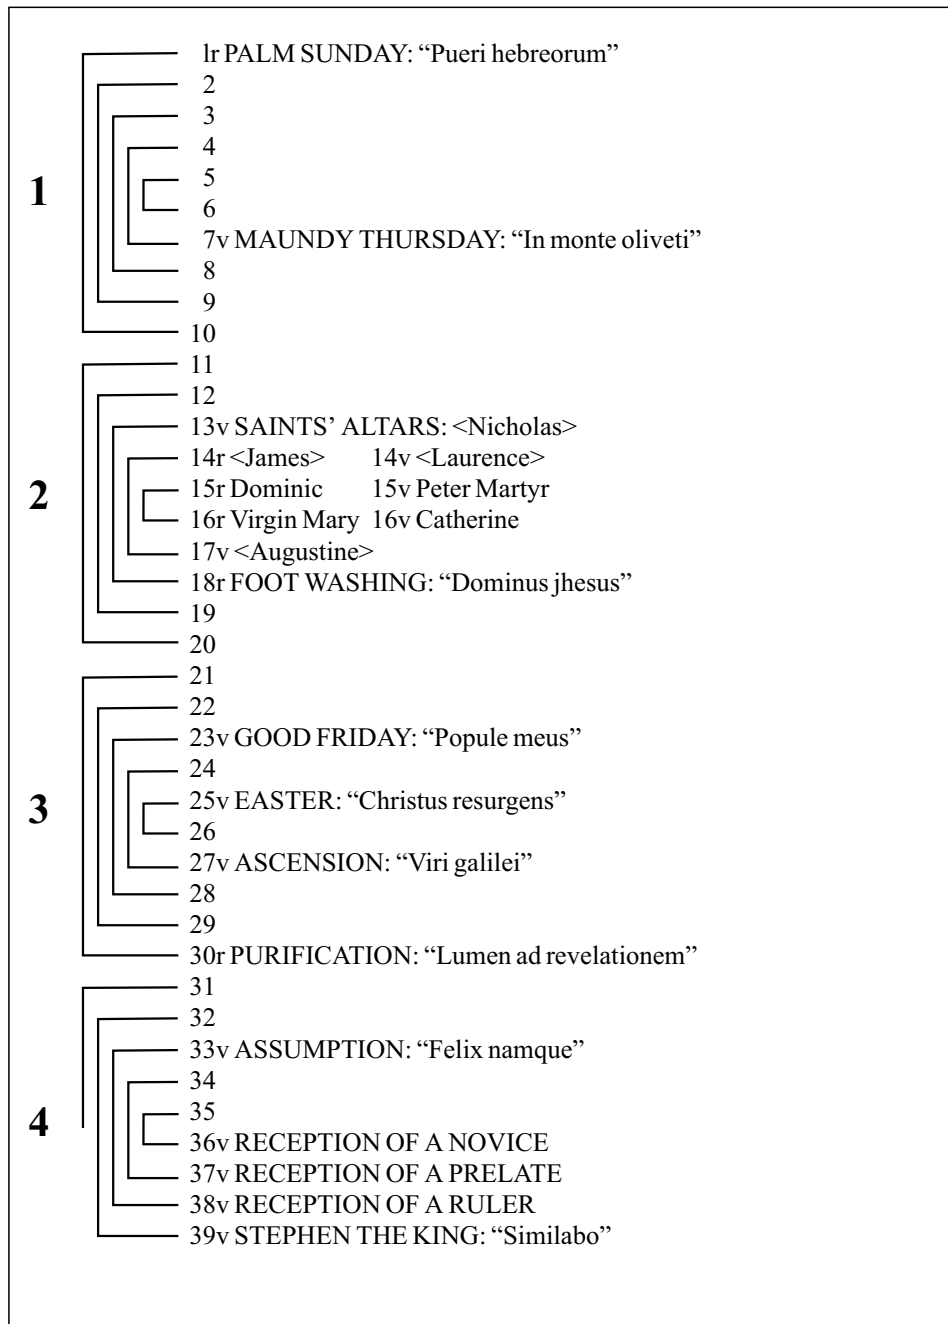 lr PALM SUNDAY: “Pueri hebreorum”
2
3
4
5
1
6
7v MAUNDY THURSDAY: “In monte oliveti”
8
9
10
11
12
13v SAINTS’ ALTARS: <Nicholas>
14r <James> 14v <Laurence>
2
15r Dominic 15v Peter Martyr
16r Virgin Mary 16v Catherine
17v <Augustine>
18r FOOT WASHING: “Dominus jhesus”
19
20
21
22
23v GOOD FRIDAY: “Popule meus”
24
3
25v EASTER: “Christus resurgens”
26
27v ASCENSION: “Viri galilei”
28
29
30r PURIFICATION: “Lumen ad revelationem”
31
32
33v ASSUMPTION: “Felix namque”
34
35
4
36v RECEPTION OF A NOVICE
37v RECEPTION OF A PRELATE
38v RECEPTION OF A RULER
39v STEPHEN THE KING: “Similabo”